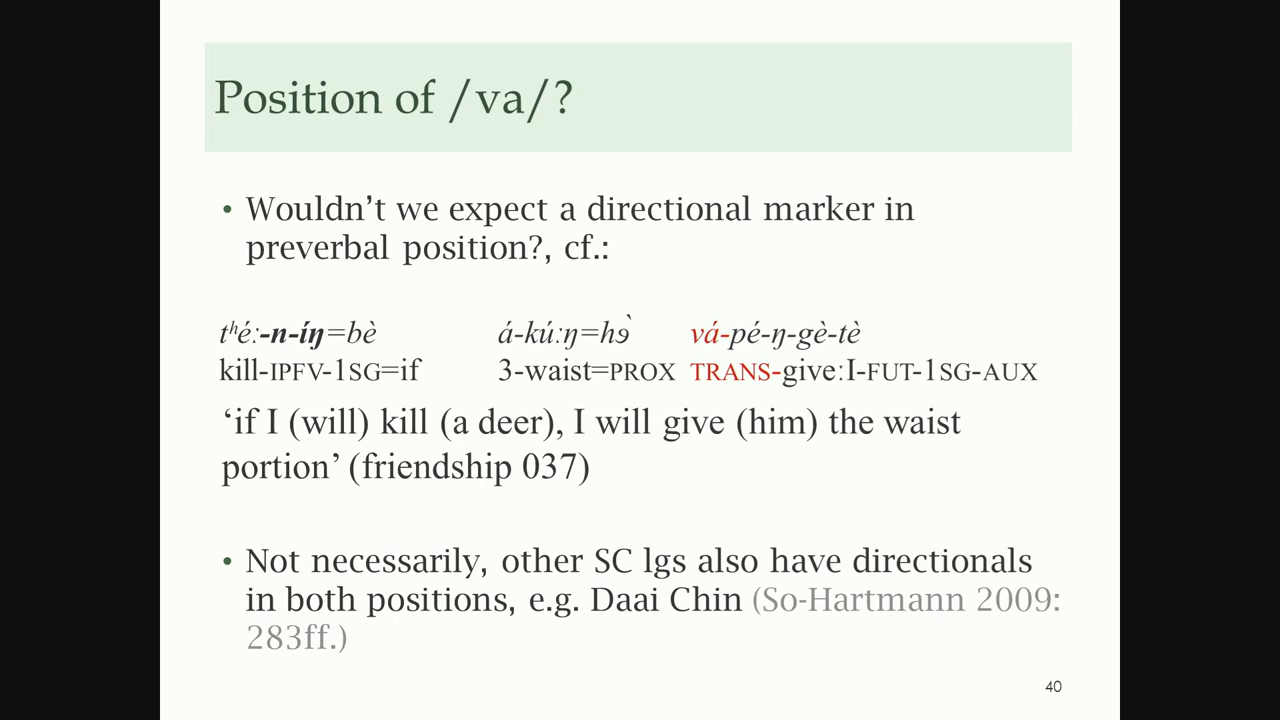 Position of /va/?
• Wouldn’t we expect a directional marker in
preverbal position?, cf.:
tʰéː-n-íŋ=bè á-kúːŋ=hɘ̀ vá-pé-ŋ-gè-tè
kill-IPFV-1SG=if 3-waist=PROX TRANS-give:I-FUT-1SG-AUX
‘if I (will) kill (a deer), I will give (him) the waist
portion’ (friendship 037)
• Not necessarily, other SC lgs also have directionals
in both positions, e.g. Daai Chin (So-Hartmann 2009:
283ff.)
40